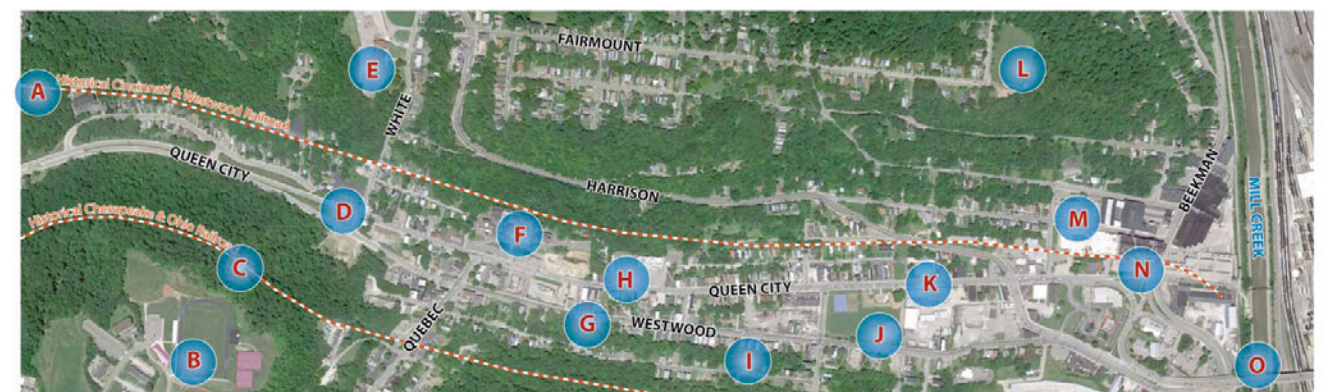 FAIRMOUNT
E
L
A
Historical Cincinnati & Westwood Railroad
WHITE
QUEEN CITY
HARRISON
BEEKMAN
MILL CREEK
D
M
Historical Chesapeake & Ohio Railroad
F
C
H
QUEEN CITY
K
N
QUEBEC
G
WESTWOOD
J
B
I
O